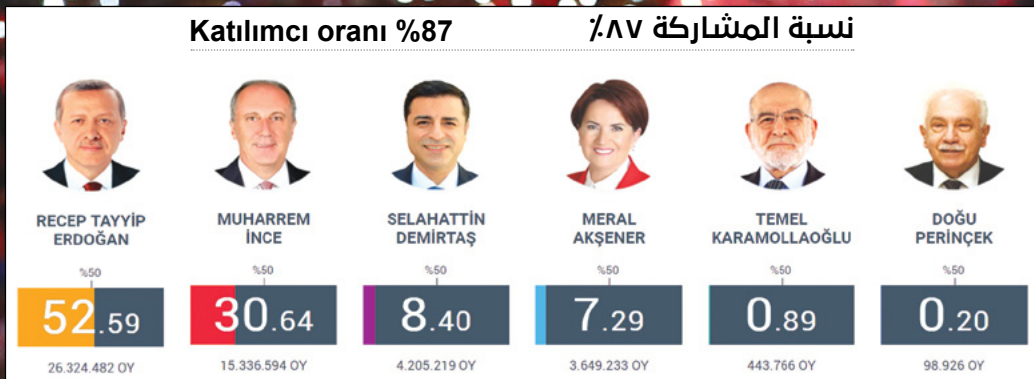 Katılımcı oranı %87
نسبة المشاركة ٨٧٪
RECEP TAYYİP
ERDOĞAN
%50
52.59
26.324.482 OY
MUHARREM
İNCE
%50
30.64
15.336.594 OY
SELAHATTİN
DEMİRTAŞ
%50
8.40
4.205.219 OY
MERAL
AKŞENER
%50
7.29
3.649.233 OY
TEMEL
KARAMOLLAOĞLU
%50
0.89
443.766 OY
DOĞU
PERİNÇEK
%50
0.20
98.926 OY